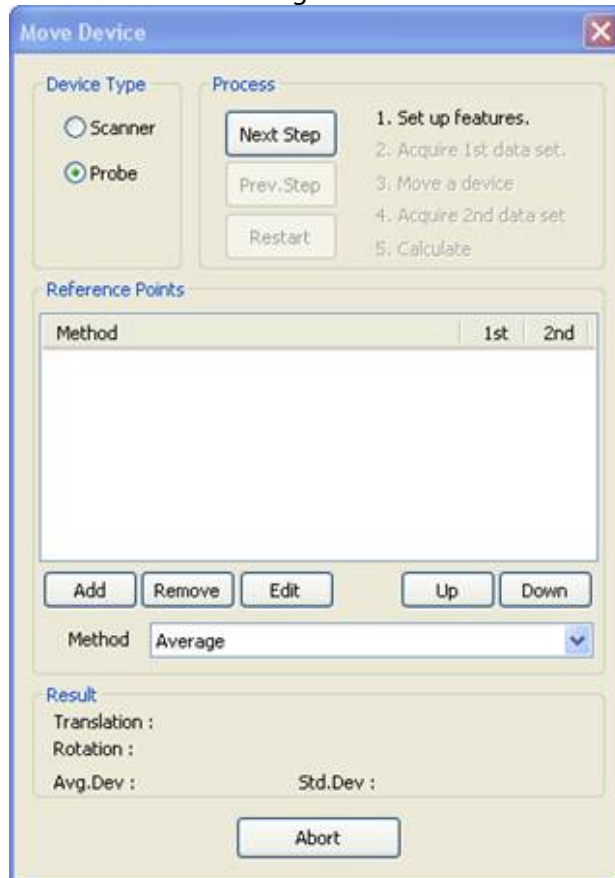 Move Device
Device Type
Scanner
Probe
Process
Next Step
Prev.Step
Restart
1. Set up features.
2. Acquire 1st data set.
3. Move a device
4. Acquire 2nd data set
5. Calculate
Reference Points
Method 1st 2nd
Add Remove Edit Up Down
Method Average
Result
Translation :
Rotation :
Avg.Dev : Std.Dev :
Abort